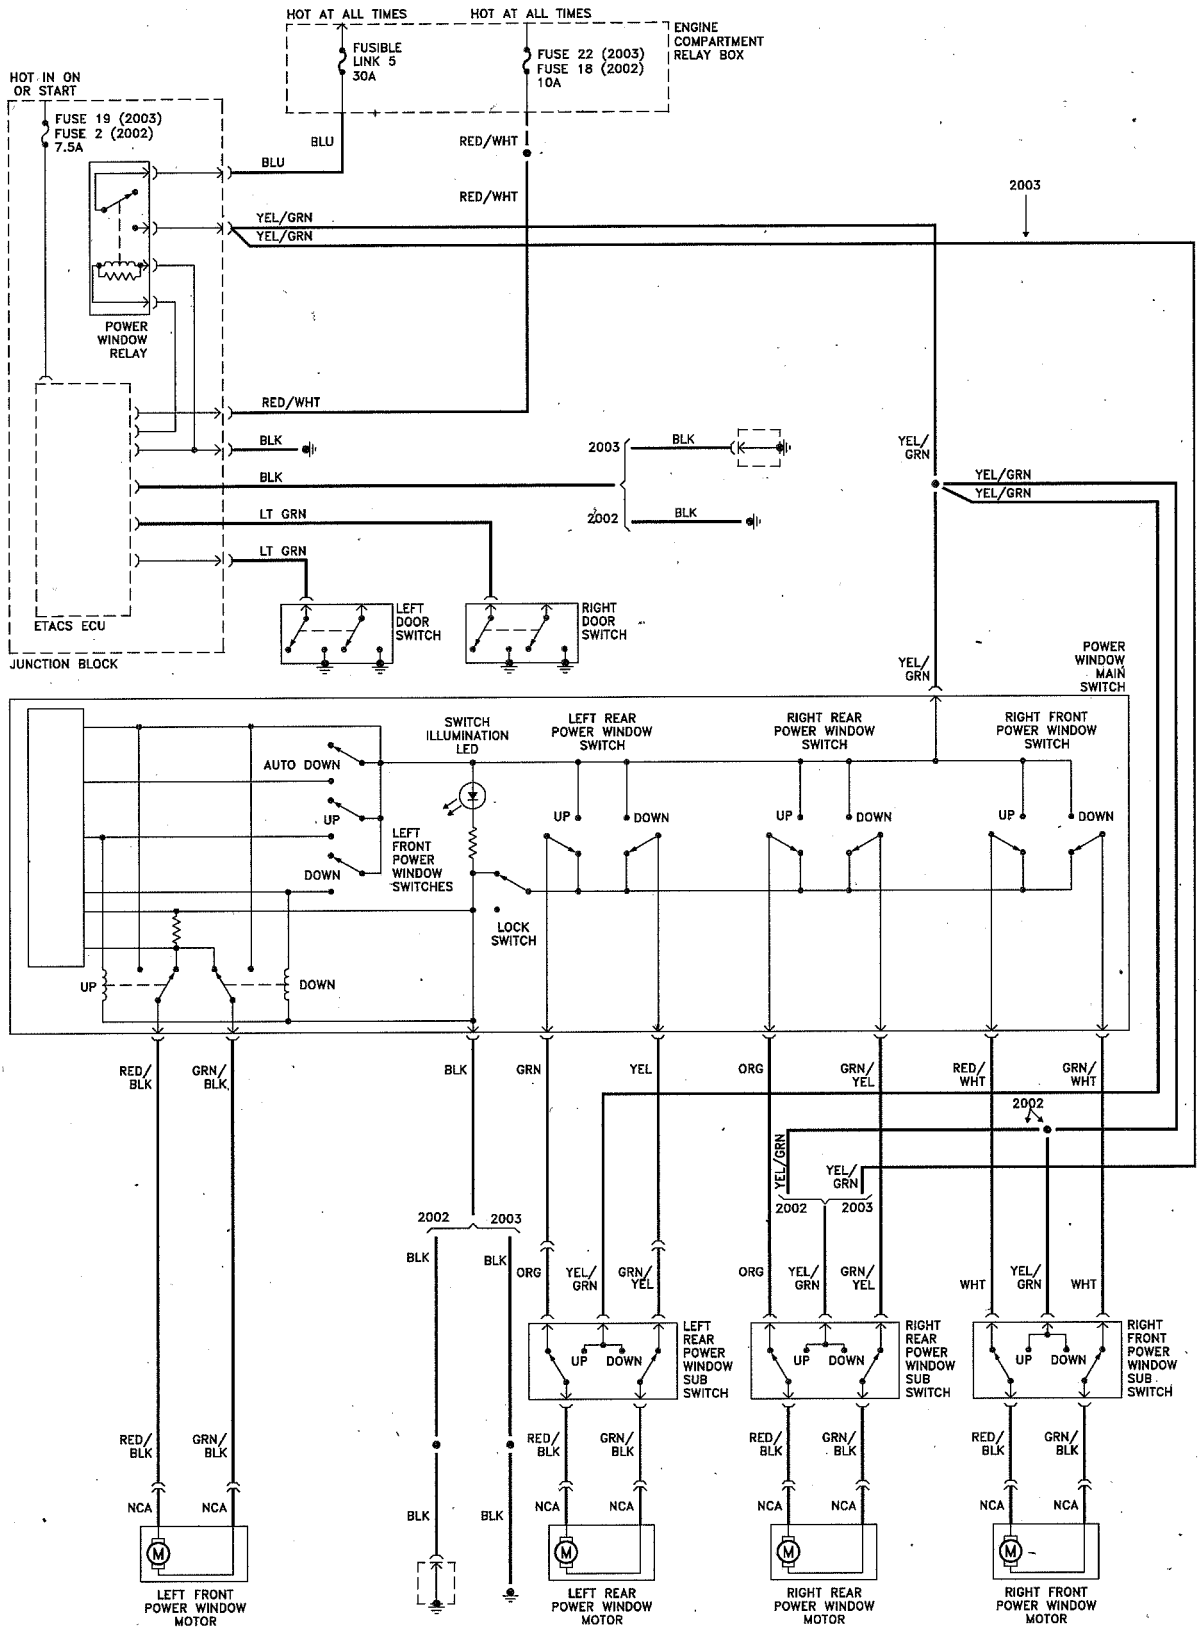 HOT AT ALL TIMES
HOT AT ALL TIMES
ENGINE
COMPARTMENT
RELAY BOX
FUSIBLE
LINK 5
30A
FUSE 22 (2003)
FUSE 18 (2002)
10A
HOT IN ON
OR START
FUSE 19 (2003)
FUSE 2 (2002)
7.5A
BLU
RED/WHT
BLU
RED/WHT
2003
YEL/GRN
YEL/GRN
POWER
WINDOW
RELAY
RED/WHT
BLK
2003
BLK
YEL/
GRN
BLK
YEL/GRN
YEL/GRN
LT GRN
2002
BLK
LT GRN
LEFT
DOOR
SWITCH
RIGHT
DOOR
SWITCH
ETACS ECU
JUNCTION BLOCK
YEL/
GRN
POWER
WINDOW
MAIN
SWITCH
SWITCH
ILLUMINATION
LED
LEFT REAR
POWER WINDOW
SWITCH
RIGHT REAR
POWER WINDOW
SWITCH
RIGHT FRONT
POWER WINDOW
SWITCH
AUTO DOWN
UP
DOWN
LEFT
FRONT
POWER
WINDOW
SWITCHES
UP
DOWN
UP
DOWN
UP
DOWN
LOCK
SWITCH
UP
DOWN
RED/
BLK
GRN/
BLK
BLK
GRN
YEL
ORG
GRN/
YEL
RED/
WHT
GRN/
WHT
2002
YEL/GRN
YEL/
GRN
2002
2003
2002
2003
BLK
BLK
ORG
YEL/
GRN
GRN/
YEL
ORG
YEL/
GRN
GRN/
YEL
WHT
YEL/
GRN
WHT
UP
DOWN
LEFT
REAR
POWER
WINDOW
SUB
SWITCH
UP
DOWN
RIGHT
REAR
POWER
WINDOW
SUB
SWITCH
UP
DOWN
RIGHT
FRONT
POWER
WINDOW
SUB
SWITCH
RED/
BLK
GRN/
BLK
RED/
BLK
GRN/
BLK
RED/
BLK
GRN/
BLK
RED/
BLK
GRN/
BLK
NCA
NCA
BLK
BLK
NCA
NCA
NCA
NCA
NCA
NCA
M
M
M
M
LEFT FRONT
POWER WINDOW
MOTOR
LEFT REAR
POWER WINDOW
MOTOR
RIGHT REAR
POWER WINDOW
MOTOR
RIGHT FRONT
POWER WINDOW
MOTOR